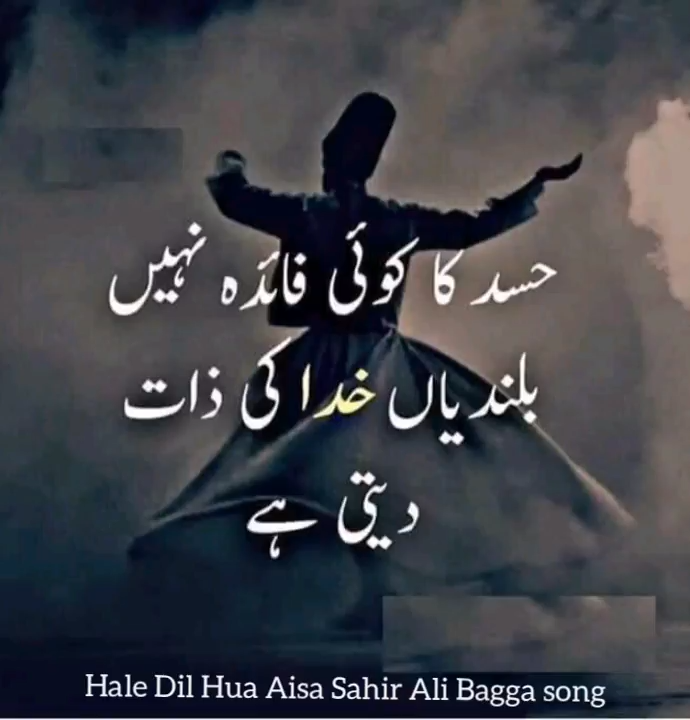 حسد کا کوئی فائدہ نہیں
بلندیاں خدا کی ذات
دیتی ہے
Hale Dil Hua Aisa Sahir Ali Bagga song